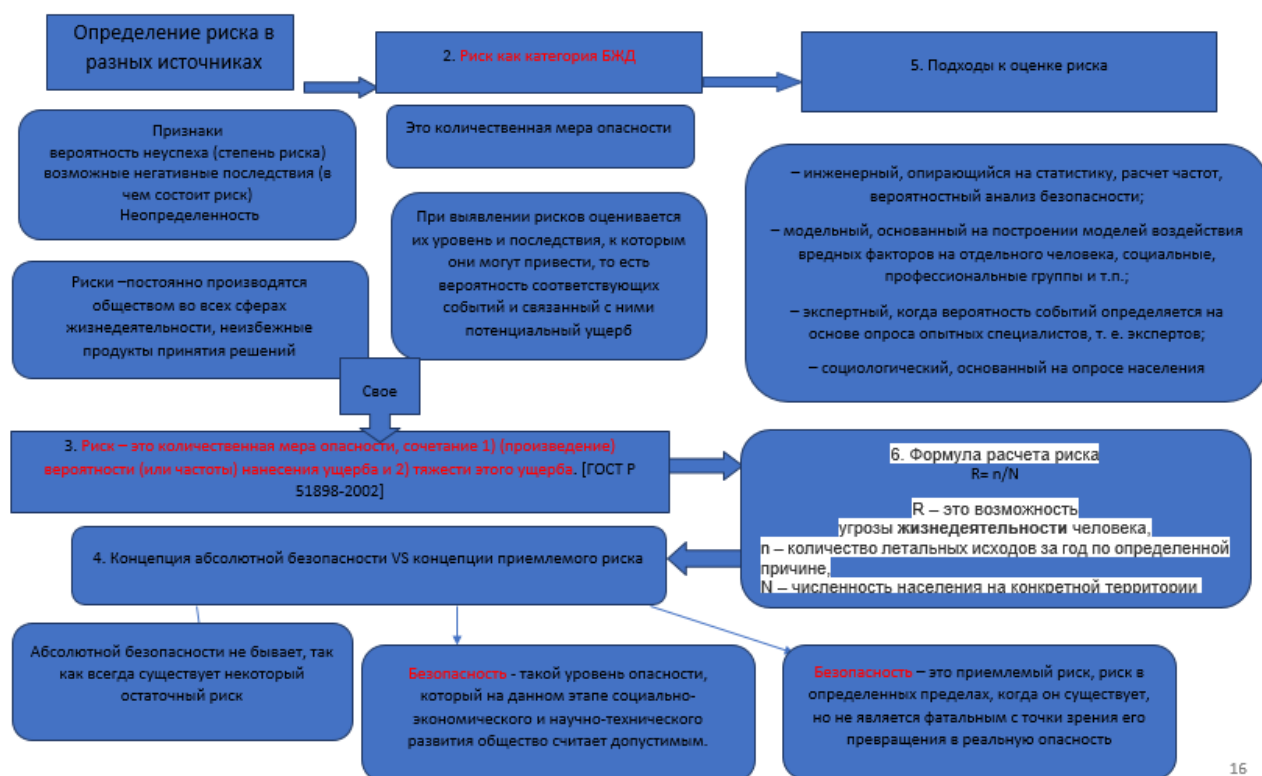 Определение риска в
разных источниках
2. Риск как категория БЖД
5. Подходы к оценке риска
Признаки
вероятность неуспеха (степень риска)
возможные негативные последствия (в
чем состоит риск)
Неопределенность
Это количественная мера опасности
– инженерный, опирающийся на статистику, расчет частот,
вероятностный анализ безопасности;
– модельный, основанный на построении моделей воздействия
вредных факторов на отдельного человека, социальные,
профессиональные группы и т.п.;
– экспертный, когда вероятность событий определяется на
основе опроса опытных специалистов, т. е. экспертов;
– социологический, основанный на опросе населения
При выявлении рисков оценивается
их уровень и последствия, к которым
они могут привести, то есть
вероятность соответствующих
событий и связанный с ними
потенциальный ущерб
Риски –постоянно производятся
обществом во всех сферах
жизнедеятельности, неизбежные
продукты принятия решений
Свое
3. Риск – это количественная мера опасности, сочетание 1) (произведение)
вероятности (или частоты) нанесения ущерба и 2) тяжести этого ущерба. [ГОСТ Р
51898-2002]
6. Формула расчета риска
R= n/N
R – это возможность
угрозы жизнедеятельности человека,
n – количество летальных исходов за год по определенной
причине,
N – численность населения на конкретной территории
4. Концепция абсолютной безопасности VS концепции приемлемого риска
Абсолютной безопасности не бывает, так
как всегда существует некоторый
остаточный риск
Безопасность - такой уровень опасности,
который на данном этапе социально-
экономического и научно-технического
развития общество считает допустимым.
Безопасность – это приемлемый риск, риск в
определенных пределах, когда он существует,
но не является фатальным с точки зрения его
превращения в реальную опасность
16